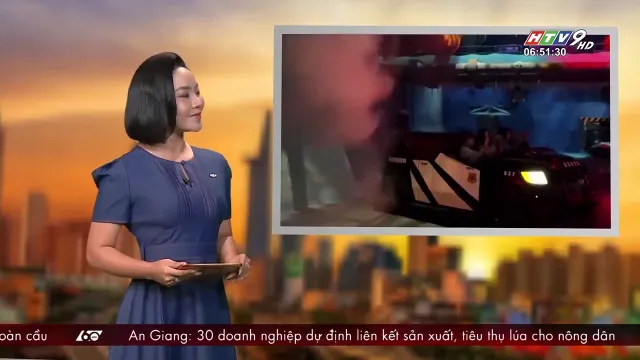 HTV9 HD
06:51:30
oàn cầu
60
An Giang: 30 doanh nghiệp dự định liên kết sản xuất, tiêu thụ lúa cho nông dân